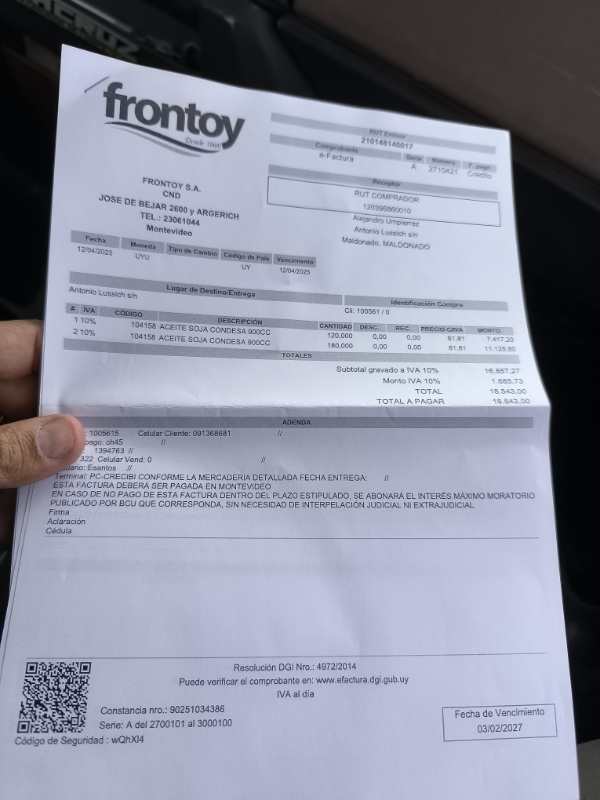 CRUZ
frontoy
Desde 1940
RUT Emisor
210148140017
Comprobante Serie Número F. pago
e-Factura A 2710431 Crédito
Receptor
RUT COMPRADOR
Alejandro Umpierrez
Antonio Lussich s/n
Maldonado, MALDONADO
FRONTOY S.A.
CND
JOSE DE BEJAR 2600 y ARGERICH
TEL.: 23061044
Montevideo
Fecha Moneda Tipo de Cambio Código de País Vencimiento
12/04/2025 UYU UY 12/04/2025
Lugar de Destino/Entrega Identificación Compra
Antonio Lussich s/n CI: 100561 / 0
# IVA CÓDIGO DESCRIPCIÓN CANTIDAD DESC. REC. PRECIO C/IVA MONTO
1 10% 104158 ACEITE SOJA CONDESA 900CC 120,000 0,00 0,00 61,81 7.417,20
2 10% 104158 ACEITE SOJA CONDESA 900CC 180,000 0,00 0,00 61,81 11.125,80
TOTALES
Subtotal gravado a IVA 10% 16.857,27
Monto IVA 10% 1.685,73
TOTAL 18.543,00
TOTAL A PAGAR 18.543,00
ADENDA
: 1005615 Celular Cliente: 091368681 //
pago: ch45 //
1394763 //
322 Celular Vend: 0 //
Esantos //
Terminal: PC-CRECIBI CONFORME LA MERCADERIA DETALLADA FECHA ENTREGA: //
ESTA FACTURA DEBERÁ SER PAGADA EN MONTEVIDEO
EN CASO DE NO PAGO DE ESTA FACTURA DENTRO DEL PLAZO ESTIPULADO, SE ABONARÁ EL INTERÉS MÁXIMO MORATORIO
PUBLICADO POR BCU QUE CORRESPONDA, SIN NECESIDAD DE INTERPELACIÓN JUDICIAL NI EXTRAJUDICIAL
Firma
Aclaración
Cédula
Resolución DGI Nro.: 4972/2014
Puede verificar el comprobante en: www.efactura.dgi.gub.uy
IVA al día
Constancia nro.: 90251034386
Serie: A del 2700101 al 3000100
Código de Seguridad : wQhXI4
Fecha de Vencimiento
03/02/2027